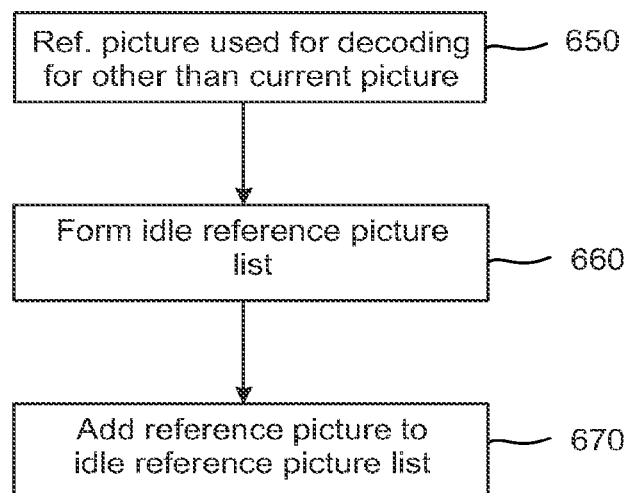 Ref. picture used for decoding 650
for other than current picture
Form idle reference picture
list 660
Add reference picture to
idle reference picture list 670